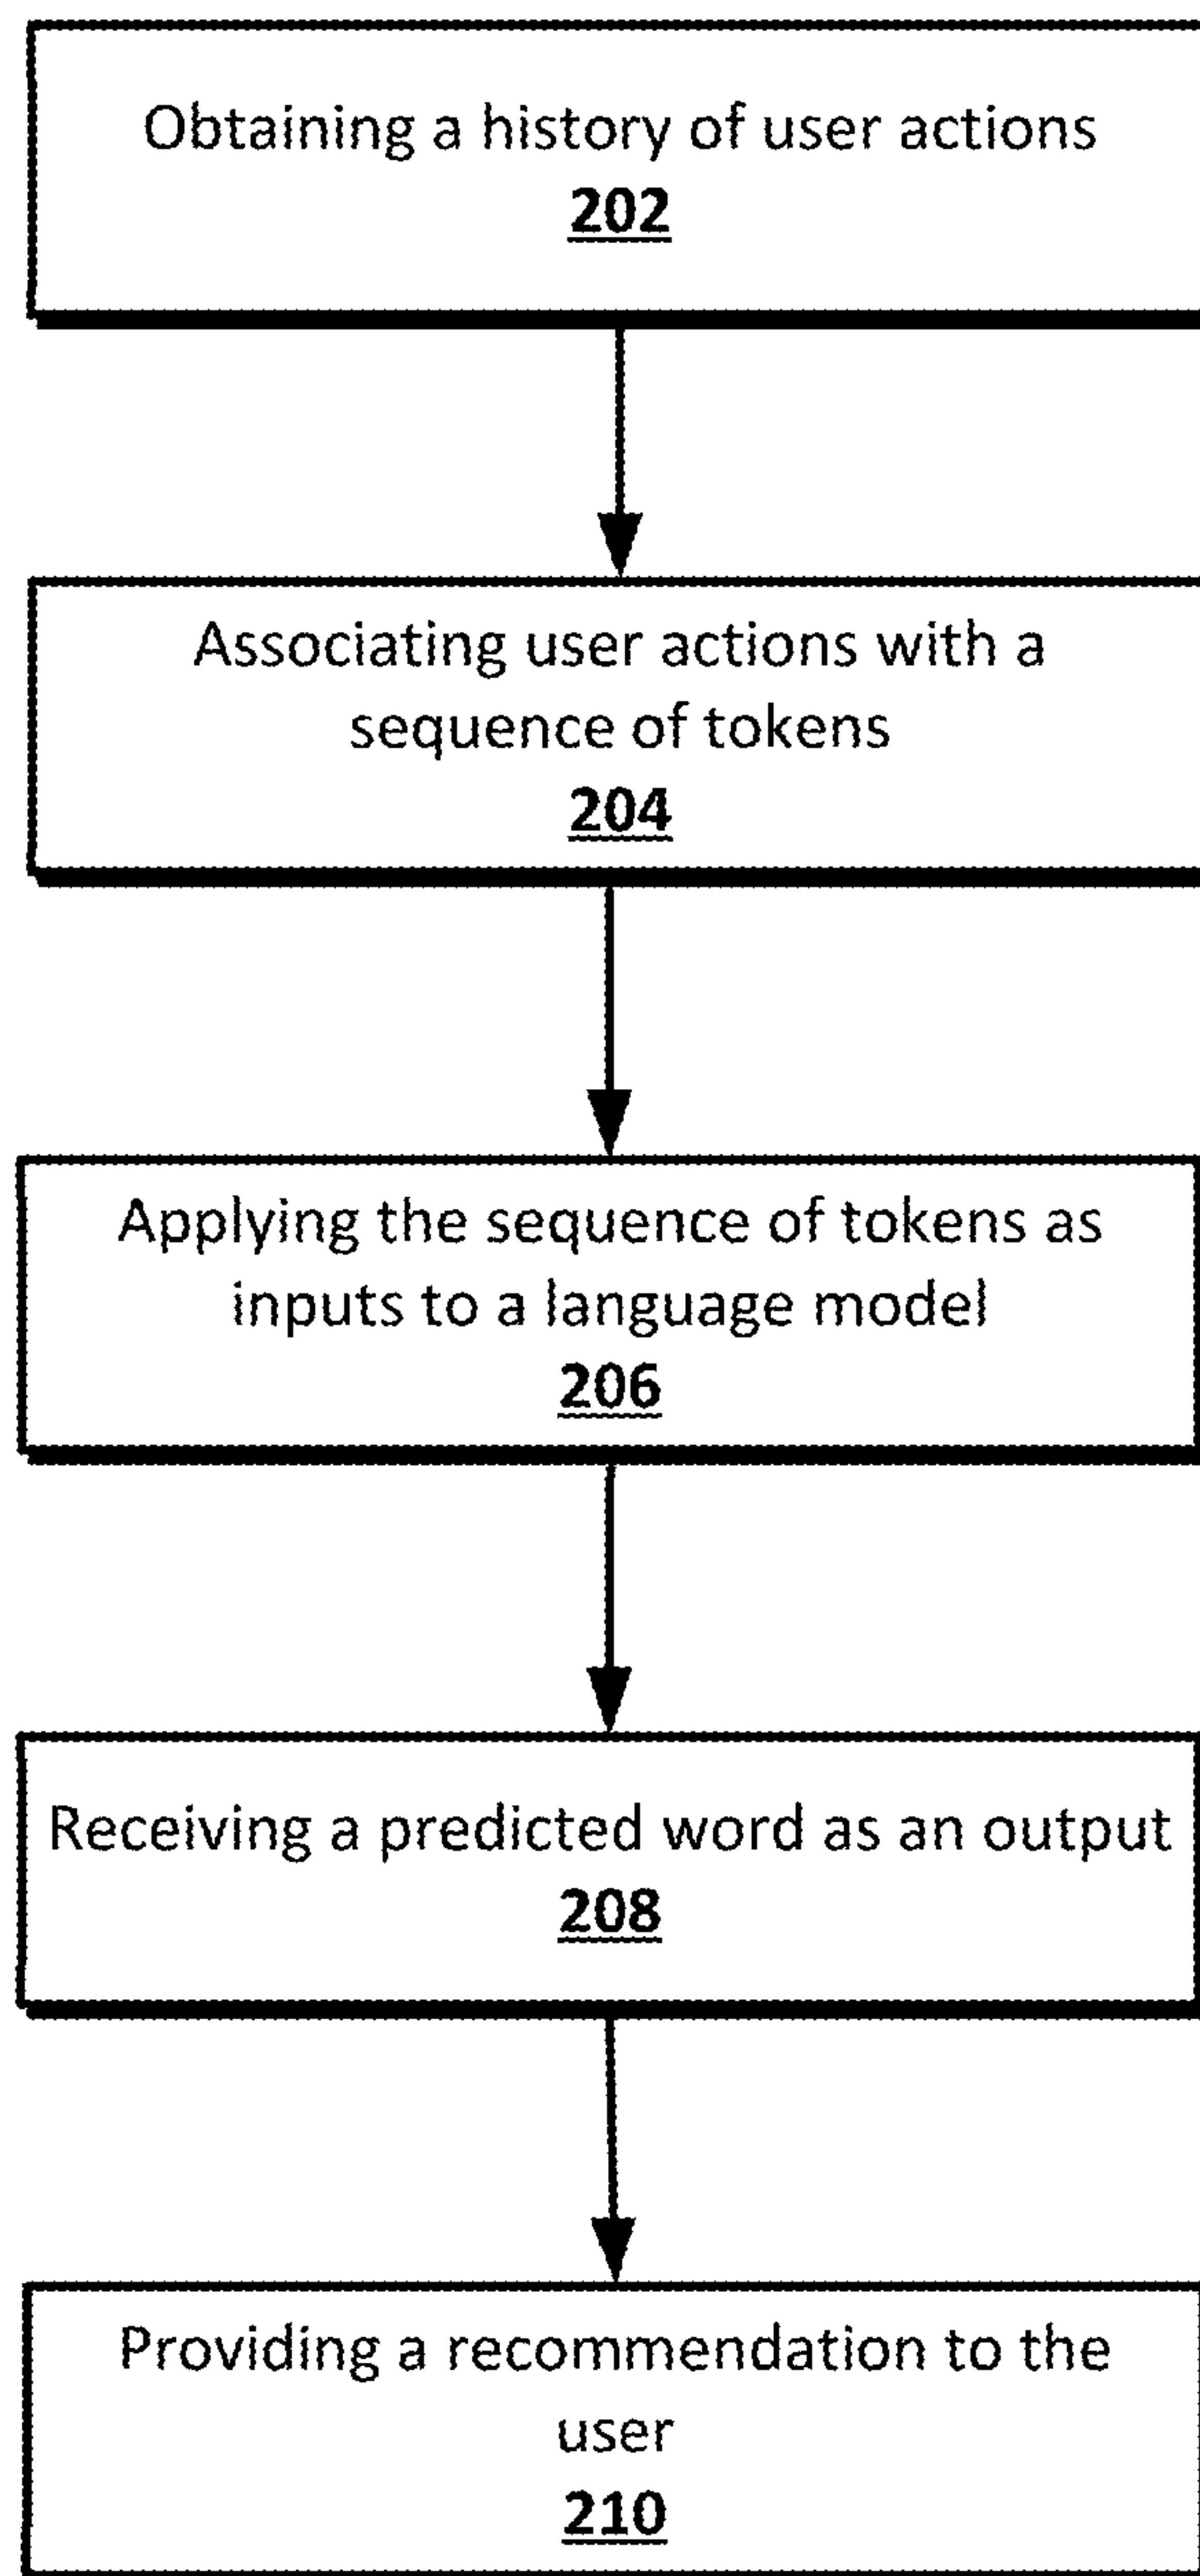 Obtaining a history of user actions
202
Associating user actions with a
sequence of tokens
204
Applying the sequence of tokens as
inputs to a language model
206
Receiving a predicted word as an output
208
Providing a recommendation to the
user
210